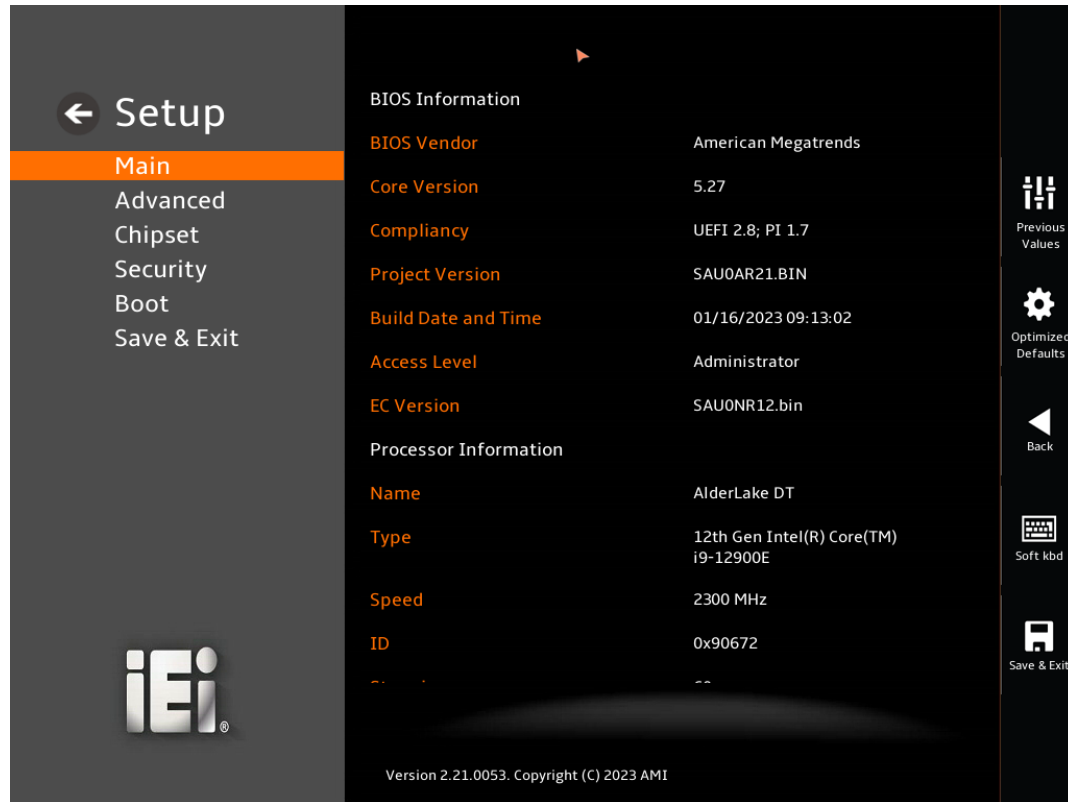 Setup
Main
Advanced
Chipset
Security
Boot
Save & Exit
iEi®
BIOS Information
BIOS Vendor American Megatrends
Core Version 5.27
Compliancy UEFI 2.8; PI 1.7
Project Version SAU0AR21.BIN
Build Date and Time 01/16/2023 09:13:02
Access Level Administrator
EC Version SAU0NR12.bin
Processor Information
Name AlderLake DT
Type 12th Gen Intel(R) Core(TM)
i9-12900E
Speed 2300 MHz
ID 0x90672
Version 2.21.0053. Copyright (C) 2023 AMI
Previous
Values
Optimized
Defaults
Back
Soft kbd
Save & Exit